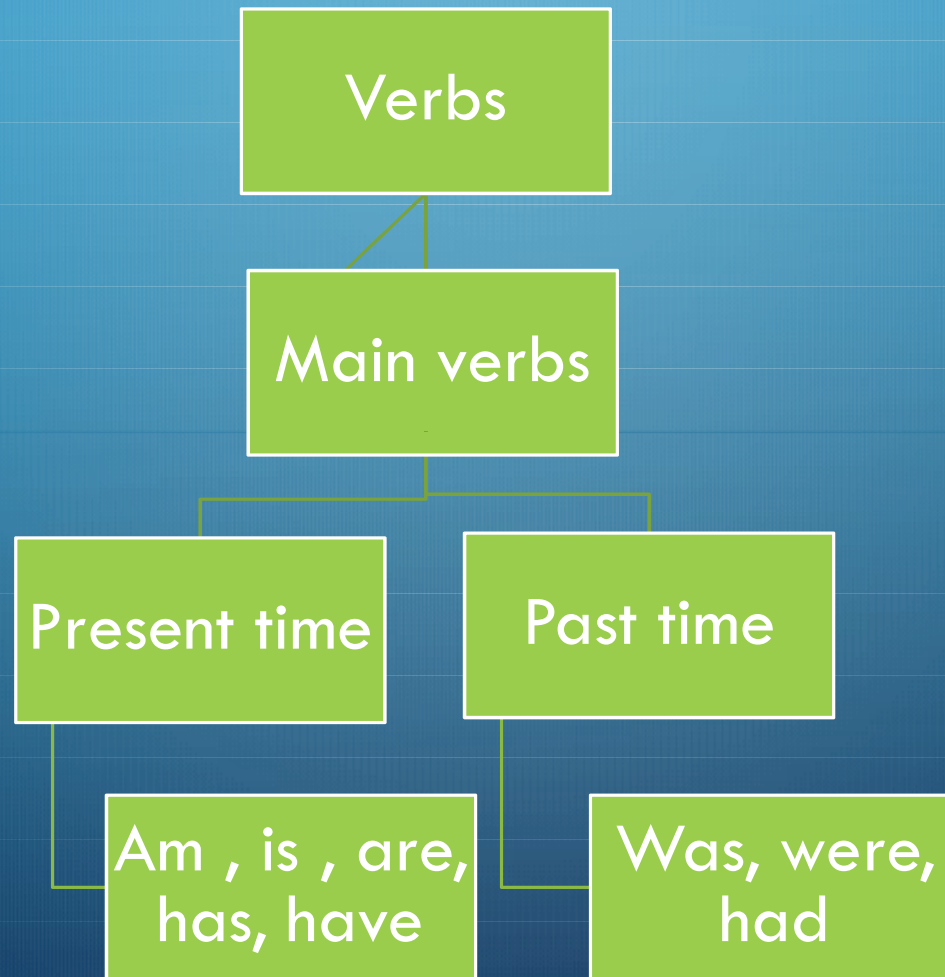 Verbs
Main verbs
Present time
Past time
Am , is , are,
has, have
Was, were,
had